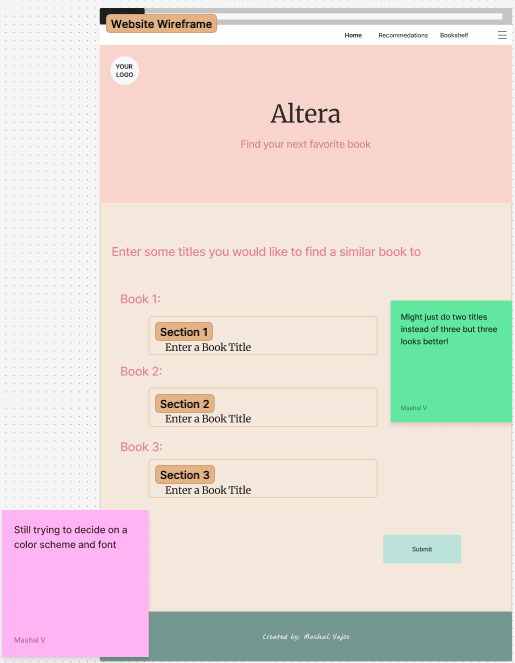 Website Wireframe
Home Recommendations Bookshelf
YOUR
LOGO
Altera
Find your next favorite book
Enter some titles you would like to find a similar book to
Book 1:
Section 1
Enter a Book Title
Might just do two titles
instead of three but three
looks better!
Mashal V
Book 2:
Section 2
Enter a Book Title
Book 3:
Section 3
Enter a Book Title
Still trying to decide on a
color scheme and font
Mashal V
Submit
Created by: Mashal Vajos